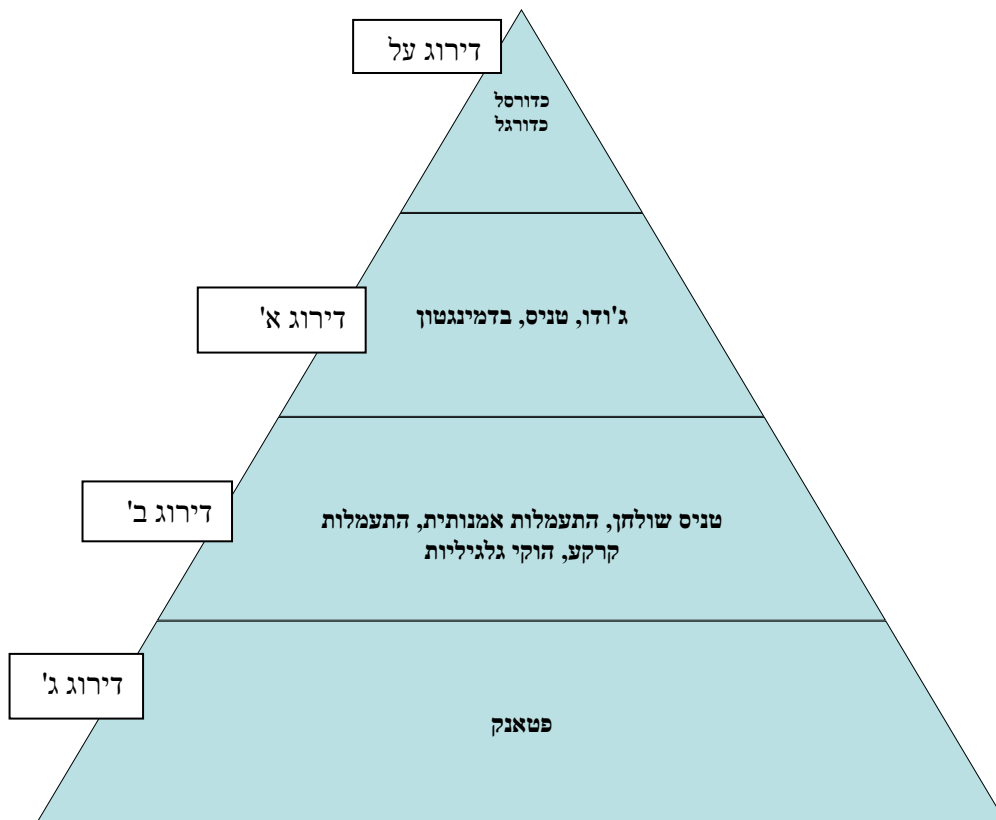 דירוג על
כדורסל
כדורגל
דירוג א'
ג'ודו, טניס, בדמינגטון
דירוג ב'
טניס שולחן, התעמלות אמנותית, התעמלות
קרקע, הוקי גלגיליות
דירוג ג'
פטאנק